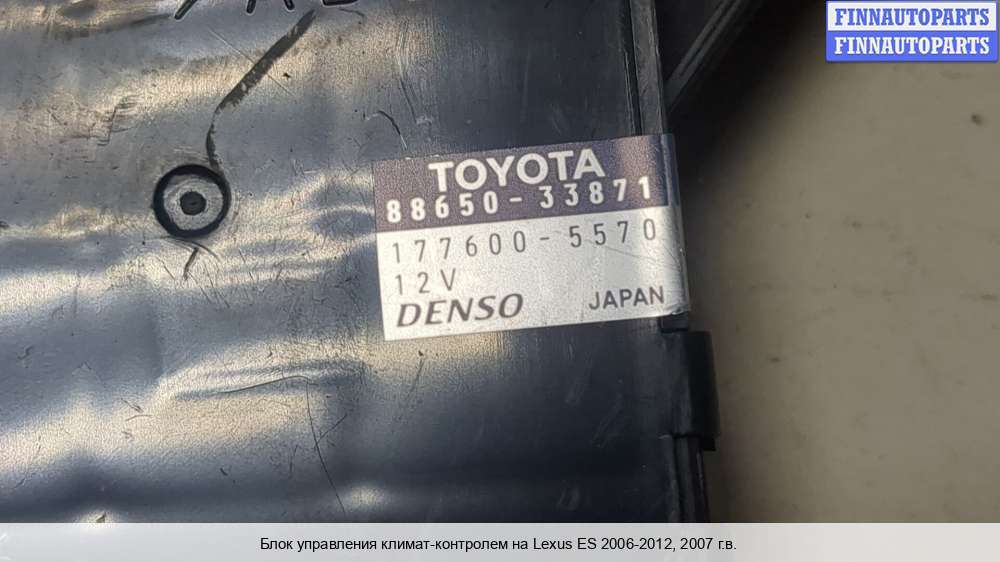 FINNAUTOPARTS
FINNAUTOPARTS
TOYOTA
88650-33871
177600-5570
12V
DENSO JAPAN
Блок управления климат-контролем на Lexus ES 2006-2012, 2007 г.в.